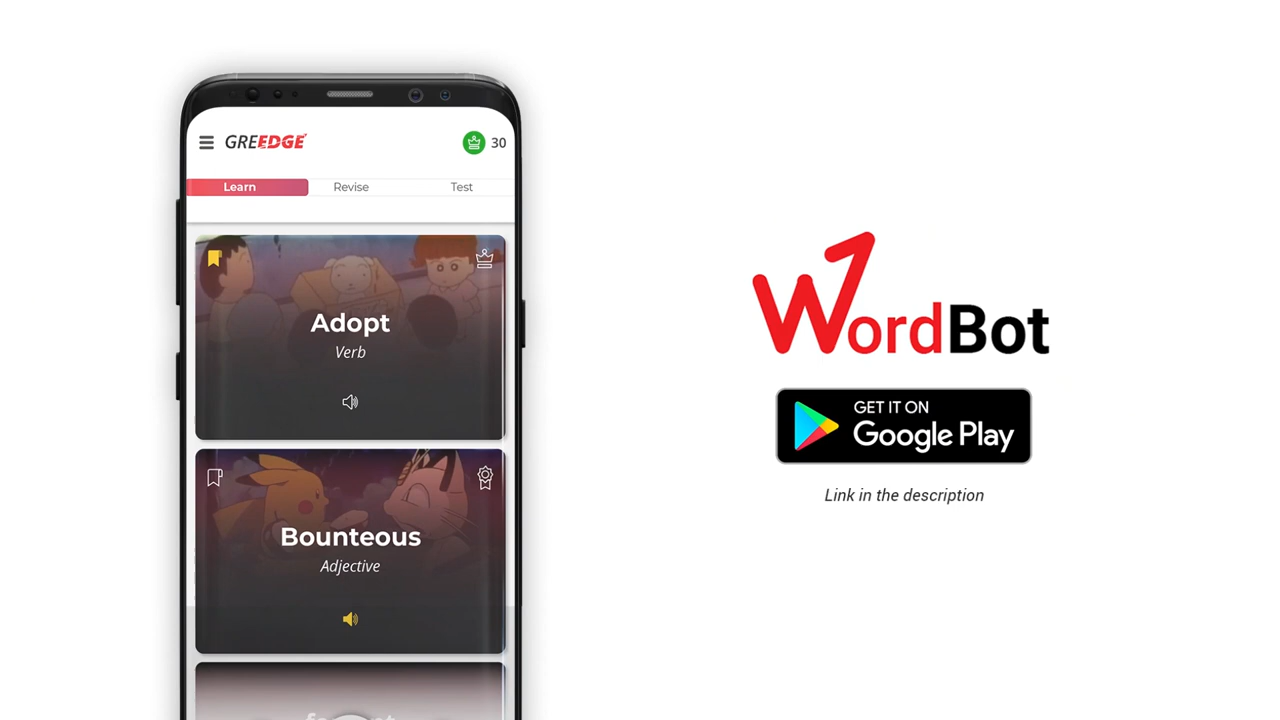 GREEDGE
30
Learn
Revise
Test
Adopt
Verb
Bounteous
Adjective
WordBot
GET IT ON
Google Play
Link in the description